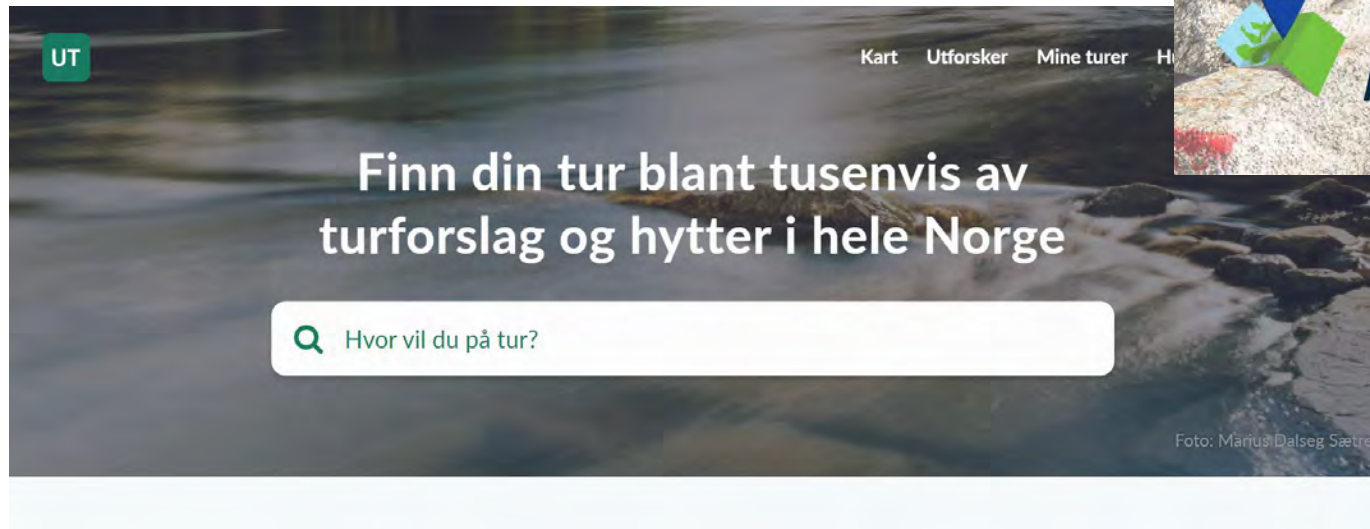 UT
Kart Utforsker Mine turer
Finn din tur blant tusenvis av
turforslag og hytter i hele Norge
Hvor vil du på tur?
Foto: Marius Dalseg Sætre